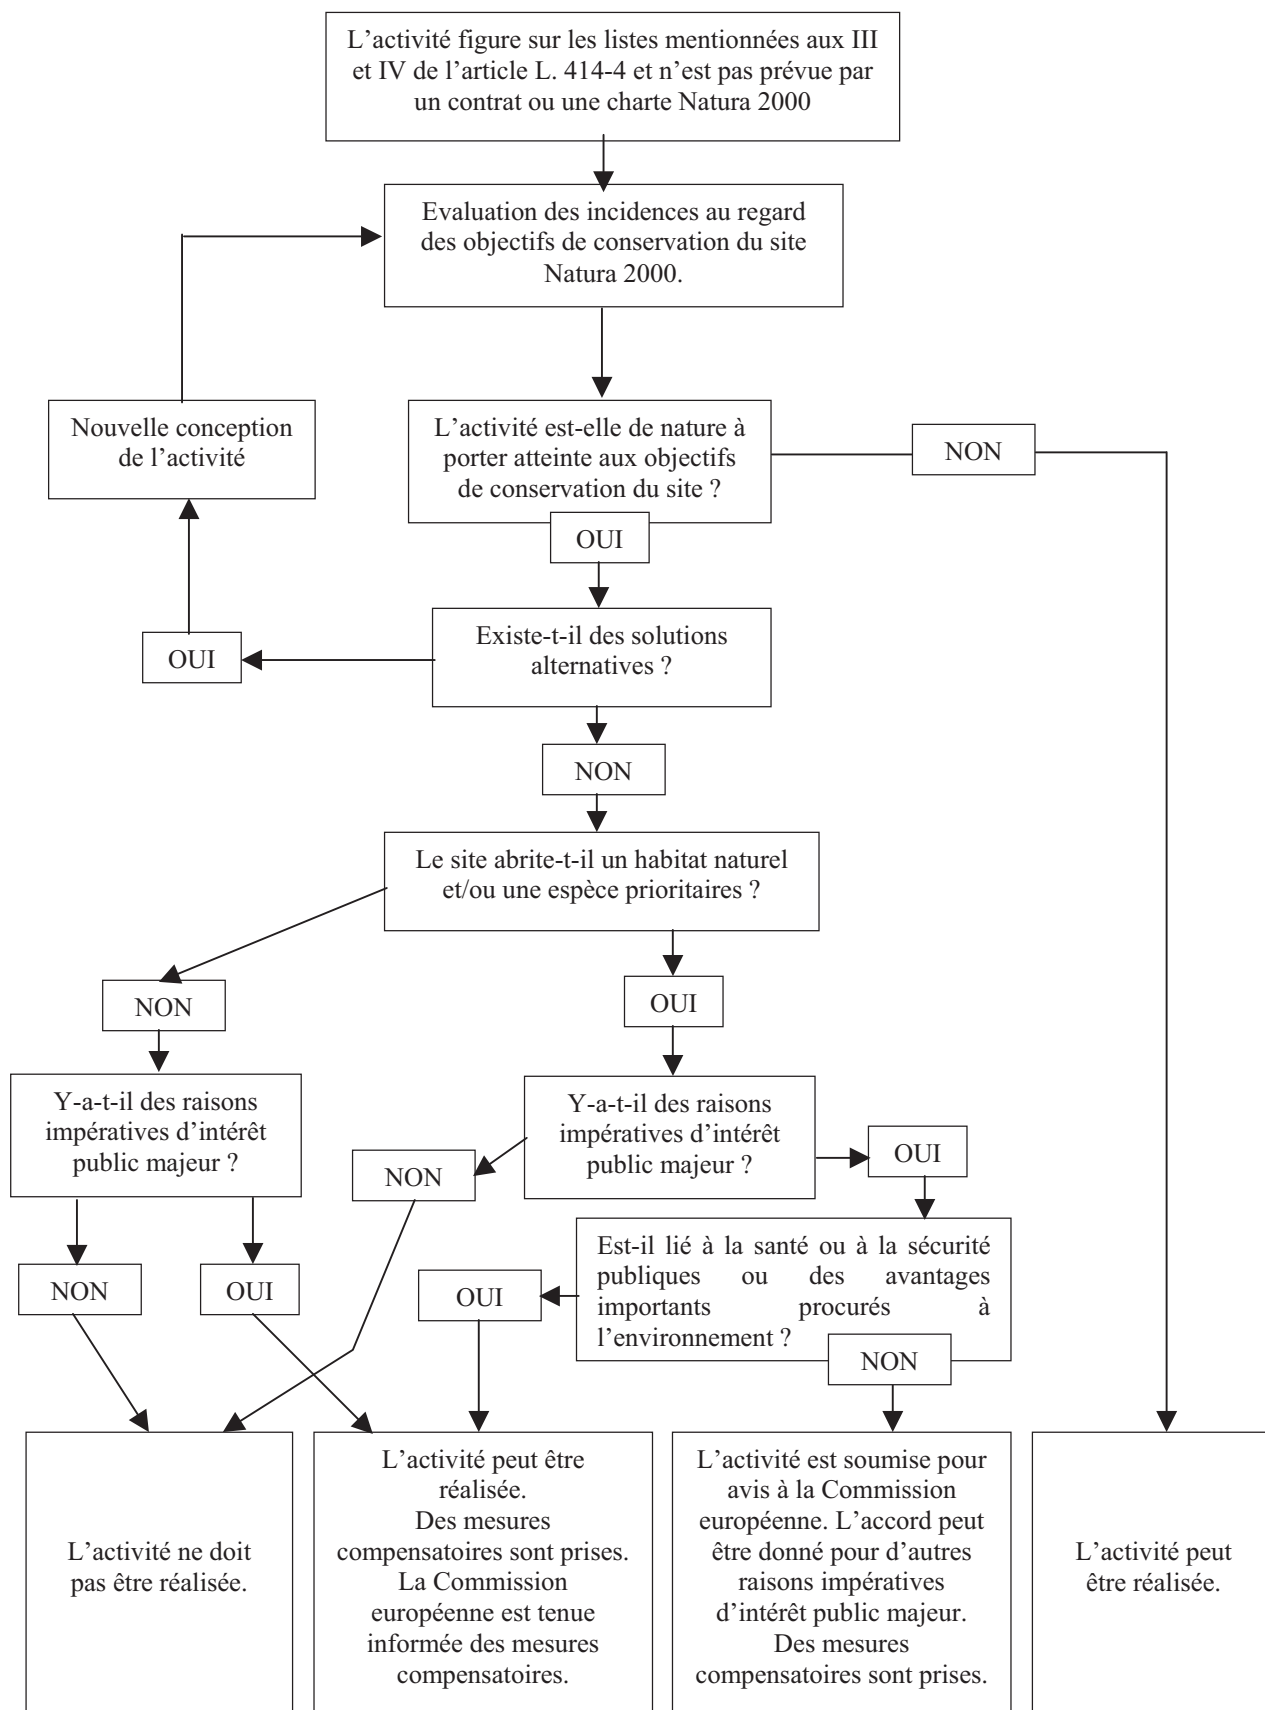 L’activité figure sur les listes mentionnées aux III
et IV de l’article L. 414-4 et n’est pas prévue par
un contrat ou une charte Natura 2000
Evaluation des incidences au regard
des objectifs de conservation du site
Natura 2000.
Nouvelle conception
de l’activité
L’activité est-elle de nature à
porter atteinte aux objectifs
de conservation du site ?
NON
OUI
Existe-t-il des solutions
alternatives ?
OUI
NON
Le site abrite-t-il un habitat naturel
et/ou une espèce prioritaires ?
NON
OUI
Y-a-t-il des raisons
impératives d’intérêt
public majeur ?
Y-a-t-il des raisons
impératives d’intérêt
public majeur ?
NON
OUI
NON
OUI
OUI
Est-il lié à la santé ou à la sécurité
publiques ou des avantages
importants procurés à
l’environnement ?
NON
L’activité ne doit
pas être réalisée.
L’activité peut être
réalisée.
Des mesures
compensatoires sont prises.
La Commission
européenne est tenue
informée des mesures
compensatoires.
L’activité est soumise pour
avis à la Commission
européenne. L’accord peut
être donné pour d’autres
raisons impératives
d’intérêt public majeur.
Des mesures
compensatoires sont prises.
L’activité peut
être réalisée.